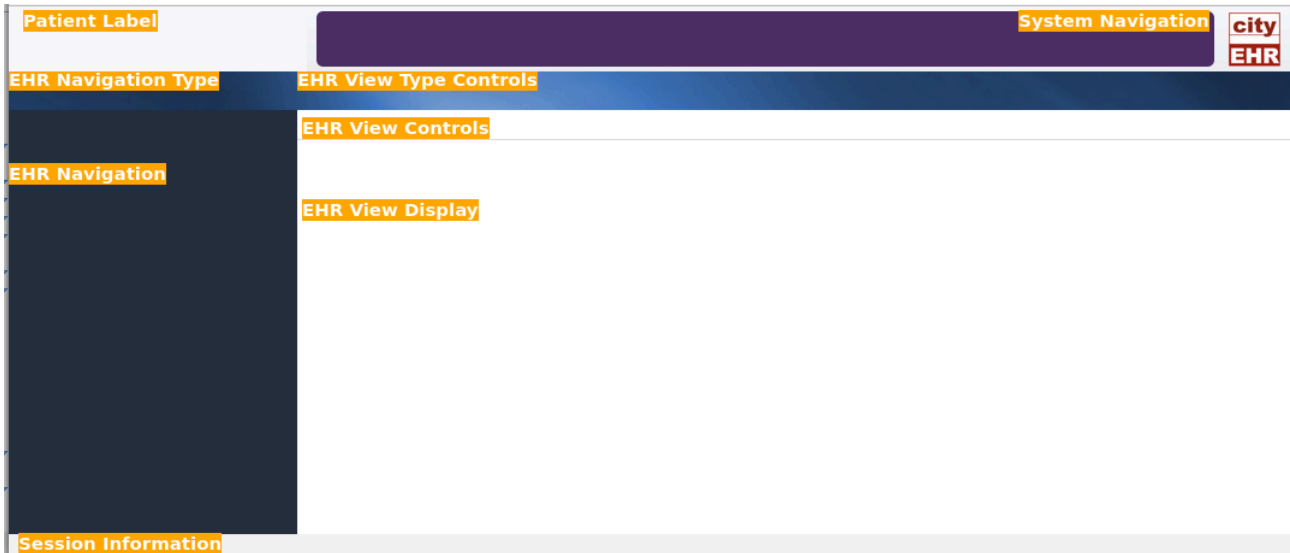 Patient Label
System Navigation
city
EHR
EHR Navigation Type
EHR View Type Controls
EHR View Controls
EHR Navigation
EHR View Display
Session Information